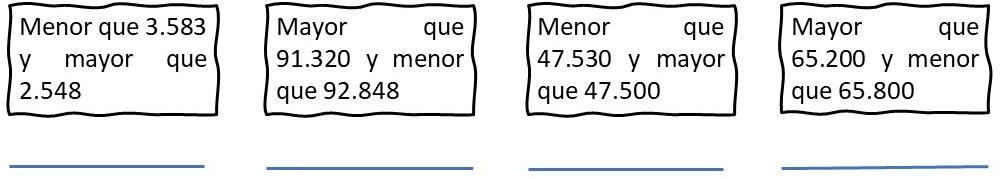 Menor que 3.583
y mayor que
2.548
Mayor que
91.320 y menor
que 92.848
Menor que
47.530 y mayor
que 47.500
Mayor que
65.200 y menor
que 65.800